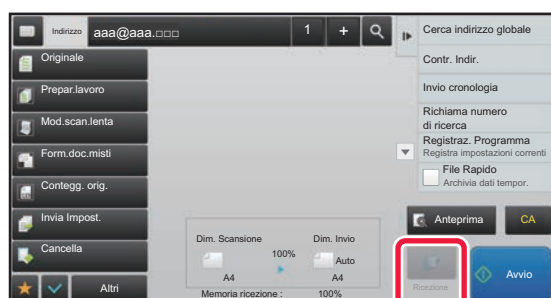 Indirizzo aaa@aaa.□□□ 1 +
Originale
Prepar.lavoro
Mod.scan.lenta
Form.doc.misti
Contegg. orig.
Invia Impost.
Cancella
Altri
Dim. Scansione
100%
Dim. Invio
Auto
A4
A4
Memoria ricezione : 100%
Cerca indirizzo globale
Contr. Indir.
Invio cronologia
Richiama numero
di ricerca
Registraz. Programma
Registra impostazioni correnti
File Rapido
Archivia dati tempor.
Anteprima
CA
Ricezione
Avvio